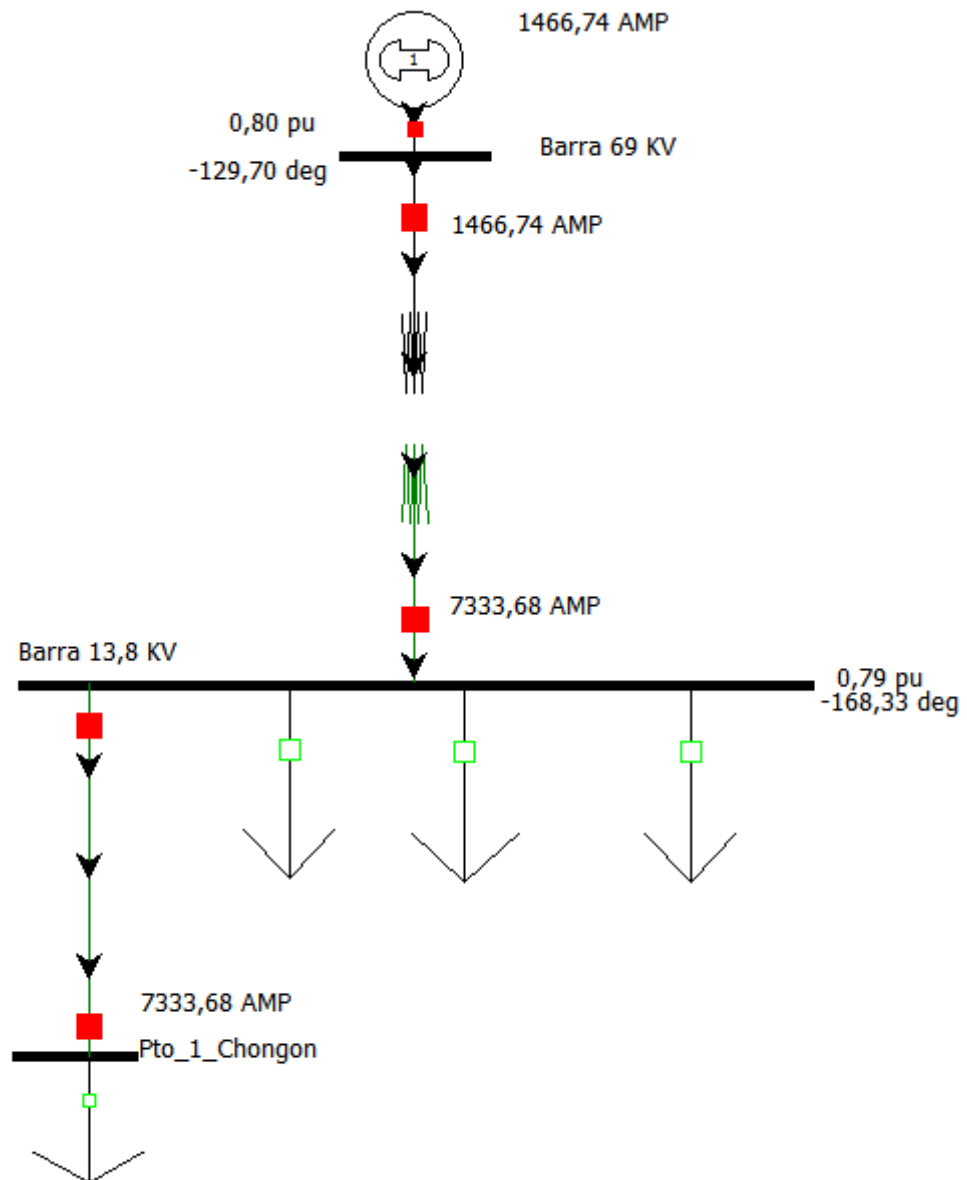 1466,74 AMP
1
0,80 pu
-129,70 deg
Barra 69 KV
1466,74 AMP
7333,68 AMP
Barra 13,8 KV
0,79 pu
-168,33 deg
7333,68 AMP
Pto_1_Chongon